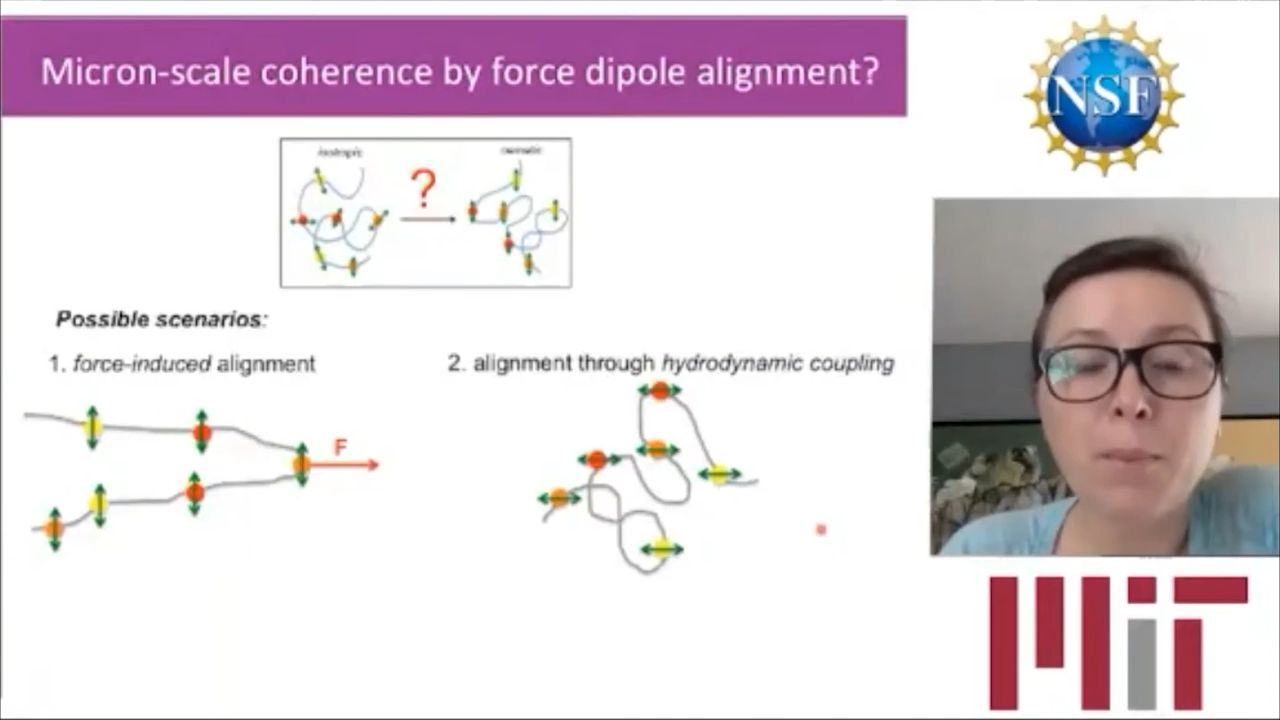 Micron-scale coherence by force dipole alignment?
NSF
isotropic
nematic
?
Possible scenarios:
1. force-induced alignment
2. alignment through hydrodynamic coupling
F
MIT